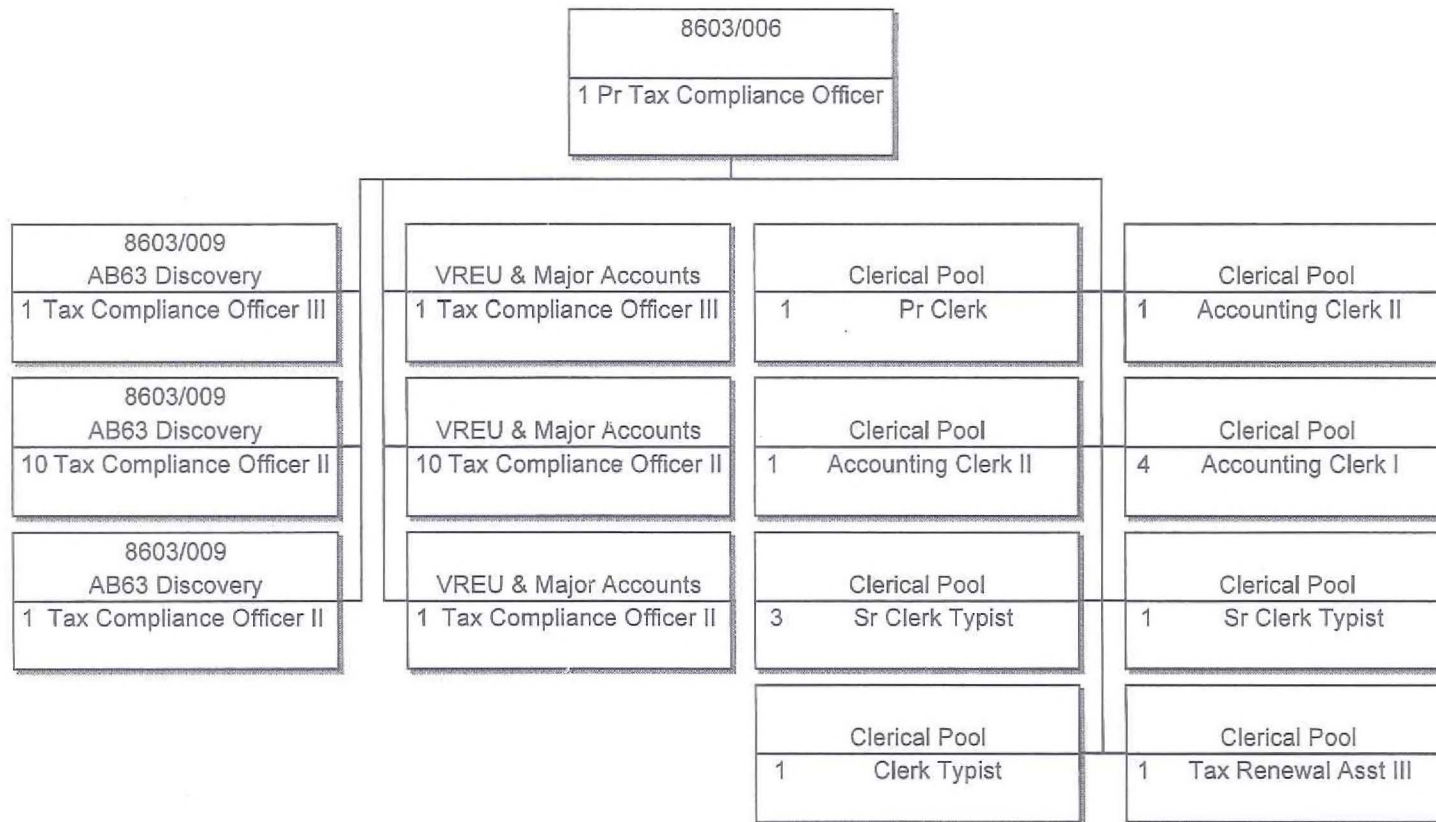 8603/006
1 Pr Tax Compliance Officer
8603/009
AB63 Discovery
1 Tax Compliance Officer III
VREU & Major Accounts
1 Tax Compliance Officer III
Clerical Pool
1 Pr Clerk
Clerical Pool
1 Accounting Clerk II
8603/009
AB63 Discovery
10 Tax Compliance Officer II
VREU & Major Accounts
10 Tax Compliance Officer II
Clerical Pool
1 Accounting Clerk II
Clerical Pool
4 Accounting Clerk I
8603/009
AB63 Discovery
1 Tax Compliance Officer II
VREU & Major Accounts
1 Tax Compliance Officer II
Clerical Pool
3 Sr Clerk Typist
Clerical Pool
1 Sr Clerk Typist
Clerical Pool
1 Clerk Typist
Clerical Pool
1 Tax Renewal Asst III